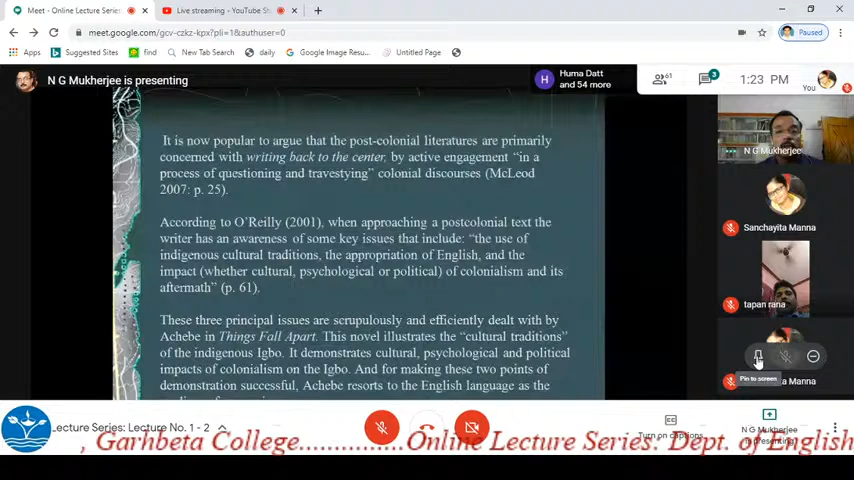 Meet - Online Lecture Series:
Live streaming - YouTube St
meet.google.com/gcv-czkz-kpx?pli=1&authuser=0
Paused
Apps
Suggested Sites
find
New Tab Search
daily
Google Image Resu...
Untitled Page
N G Mukherjee is presenting
H
Huma Datt
and 54 more
61
3
1:23 PM
You
It is now popular to argue that the post-colonial literatures are primarily
concerned with writing back to the center, by active engagement “in a
process of questioning and travestying” colonial discourses (McLeod
2007: p. 25).
According to O’Reilly (2001), when approaching a postcolonial text the
writer has an awareness of some key issues that include: “the use of
indigenous cultural traditions, the appropriation of English, and the
impact (whether cultural, psychological or political) of colonialism and its
aftermath” (p. 61).
These three principal issues are scrupulously and efficiently dealt with by
Achebe in Things Fall Apart. This novel illustrates the “cultural traditions”
of the indigenous Igbo. It demonstrates cultural, psychological and political
impacts of colonialism on the Igbo. And for making these two points of
demonstration successful, Achebe resorts to the English language as the
N G Mukherjee
Sanchayita Manna
tapan rana
Manna
Pin to screen
Lecture Series: Lecture No. 1 - 2
Turn on captions
N G Mukherjee
is presenting
, Garhbeta College...............Online Lecture Series: Dept. of English